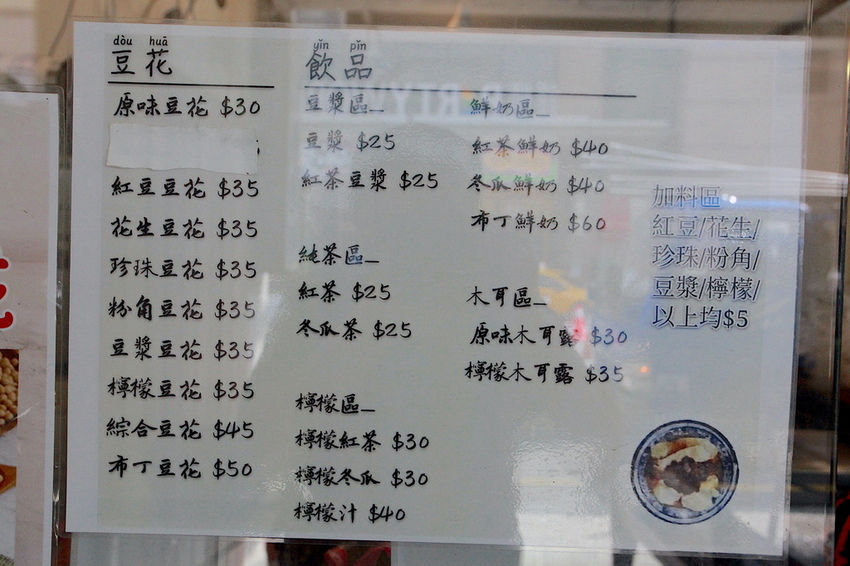 dòu huā
豆花
原味豆花 $30
紅豆豆花 $35
花生豆花 $35
珍珠豆花 $35
粉角豆花 $35
豆漿豆花 $35
檸檬豆花 $35
綜合豆花 $45
布丁豆花 $50
yǐn pǐn
飲品
豆漿區_
豆漿 $25
紅茶豆漿 $25
純茶區_
紅茶 $25
冬瓜茶 $25
檸檬區_
檸檬紅茶 $30
檸檬冬瓜 $30
檸檬汁 $40
鮮奶區_
紅茶鮮奶 $40
冬瓜鮮奶 $40
布丁鮮奶 $60
木耳區_
原味木耳露 $30
檸檬木耳露 $35
加料區
紅豆/花生/
珍珠/粉角/
豆漿/檸檬/
以上均$5